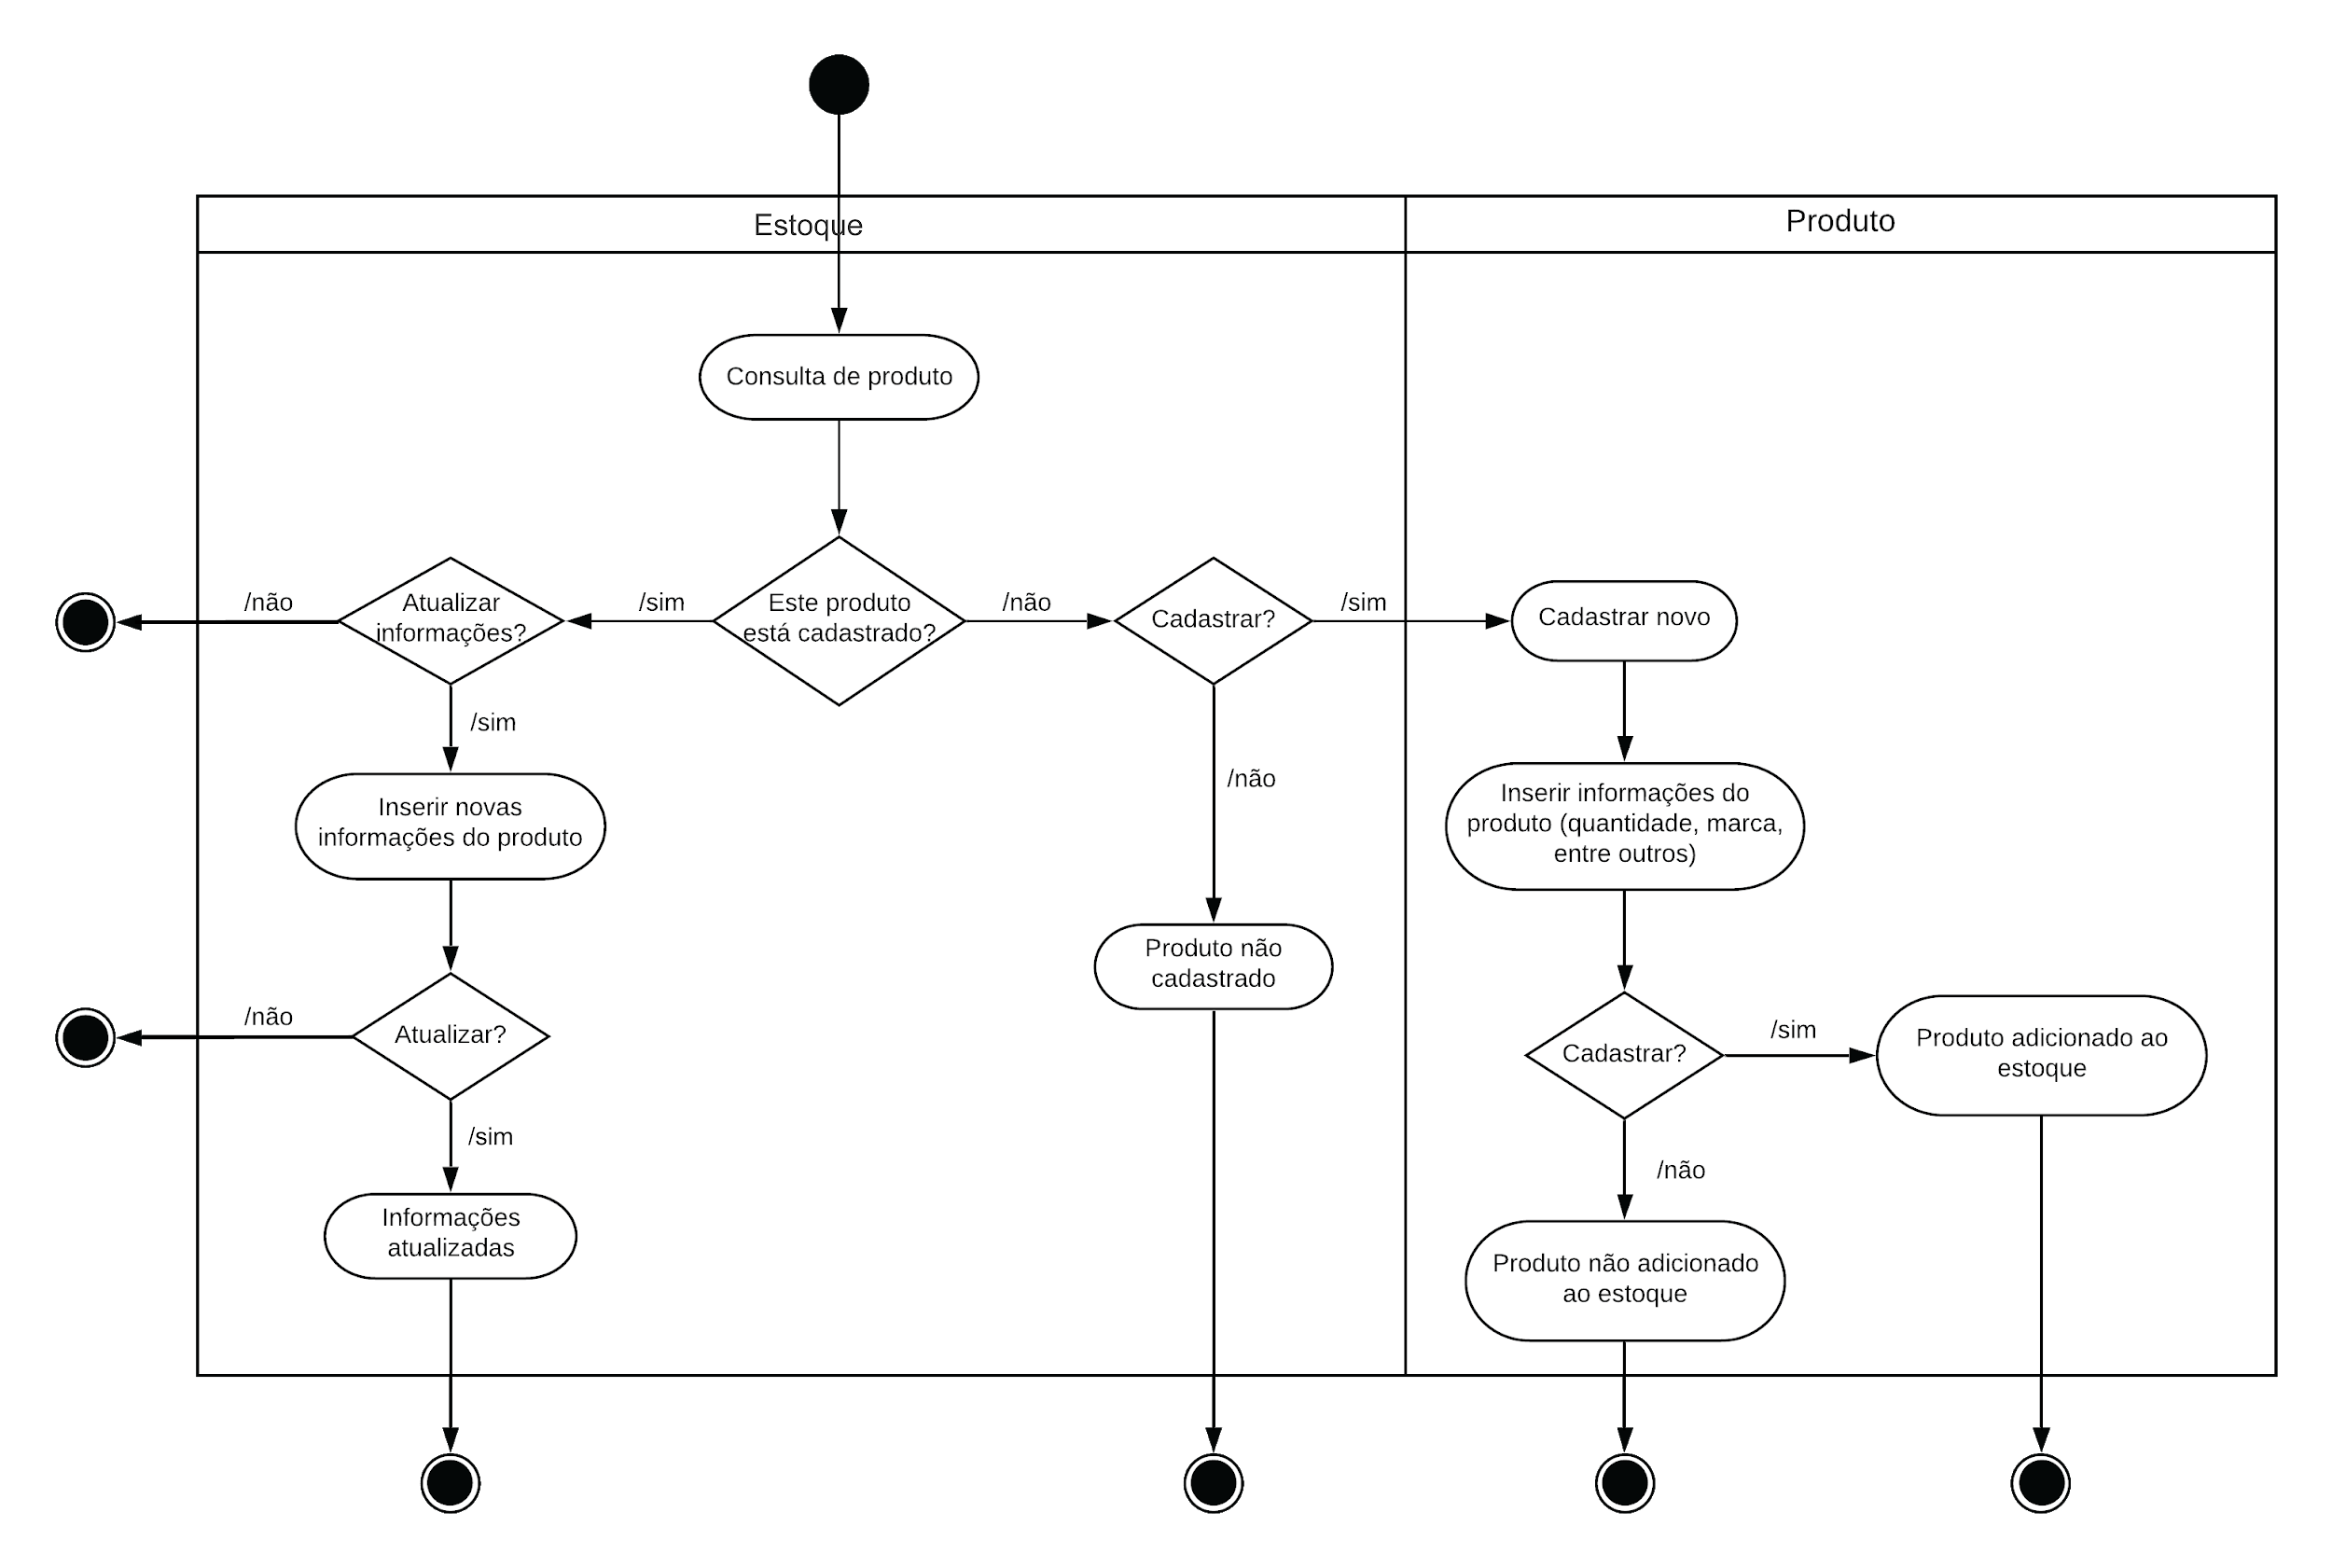 Estoque
Produto
Consulta de produto
/não
Atualizar
informações?
/sim
Este produto
está cadastrado?
/não
Cadastrar?
/sim
Cadastrar novo
/sim
/não
Inserir novas
informações do produto
Inserir informações do
produto (quantidade, marca,
entre outros)
Produto não
cadastrado
/não
Atualizar?
Cadastrar?
/sim
Produto adicionado ao
estoque
/sim
/não
Informações
atualizadas
Produto não adicionado
ao estoque